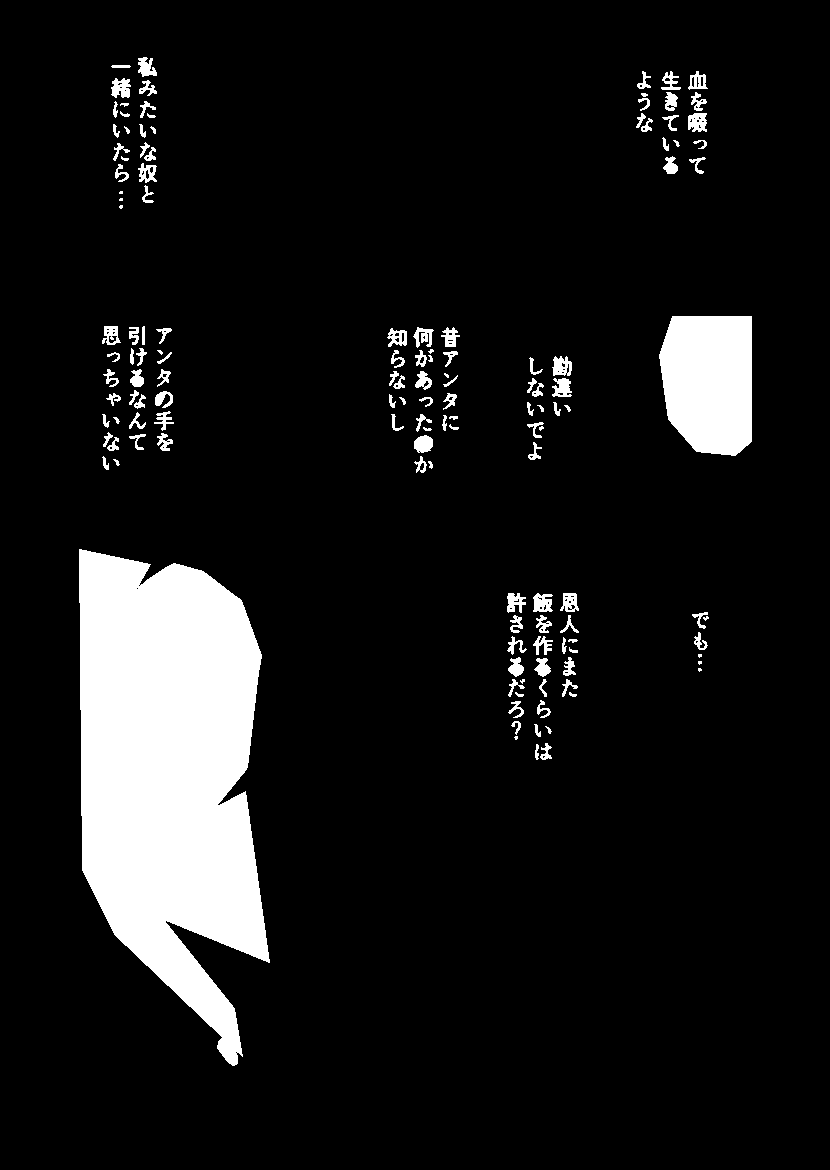 血を啜って
生きている
ような
私みたいな奴と
一緒にいたら…
勘違い
しないでよ
昔アンタに
何があったのか
知らないし
アンタの手を
引けるなんて
思っちゃいない
でも…
恩人にまた
飯を作るくらいは
許されるだろ?